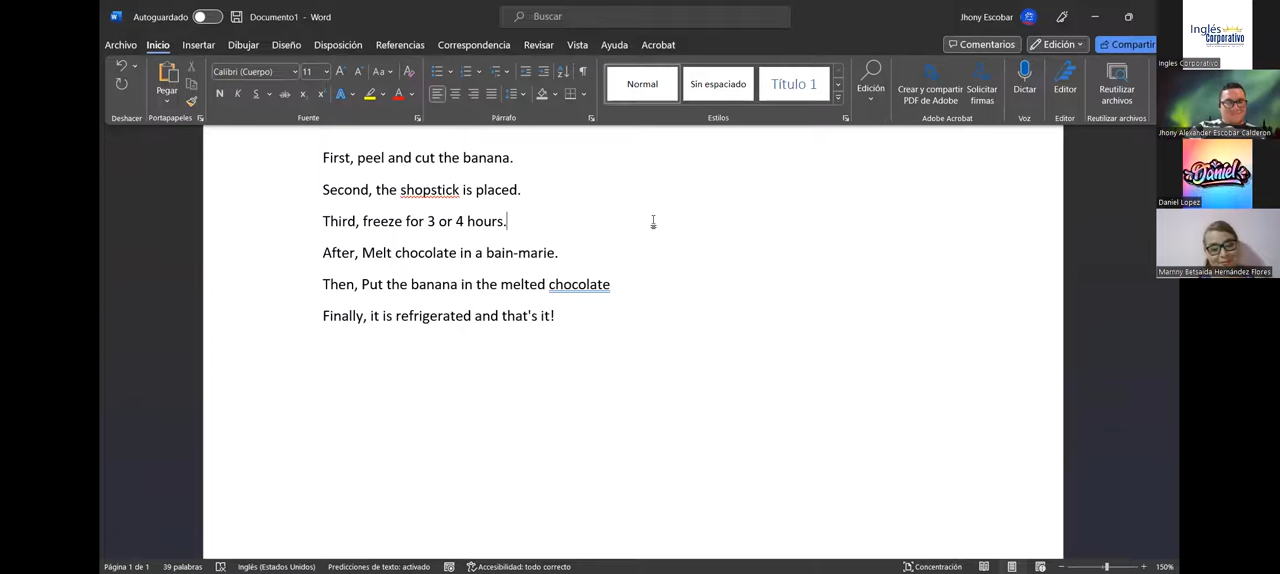 Autoguardado
Documento1 - Word
Buscar
Jhony Escobar
Archivo Inicio Insertar Dibujar Diseño Disposición Referencias Correspondencia Revisar Vista Ayuda Acrobat
Comentarios Edición Compartir
Pegar
Calibri (Cuerpo) 11 Aa
N K S
Normal
Sin espaciado
Título 1
Edición
Crear y compartir
PDF de Adobe
Solicitar
firmas
Dictar
Editor
Reutilizar
archivos
Deshacer Portapapeles Fuente Párrafo Estilos Adobe Acrobat Voz Editor Reutilizar archivos
First, peel and cut the banana.
Second, the shopstick is placed.
Third, freeze for 3 or 4 hours.
After, Melt chocolate in a bain-marie.
Then, Put the banana in the melted chocolate
Finally, it is refrigerated and that's it!
Página 1 de 1 39 palabras Inglés (Estados Unidos) Predicciones de texto: activado Accesibilidad: todo correcto Concentración 150%
Inglés
Corporativo
Ingles Corporativo
Jhony Alexander Escobar Calderon
Daniel
Daniel Lopez
Marnny Betsaida Hernández Flores